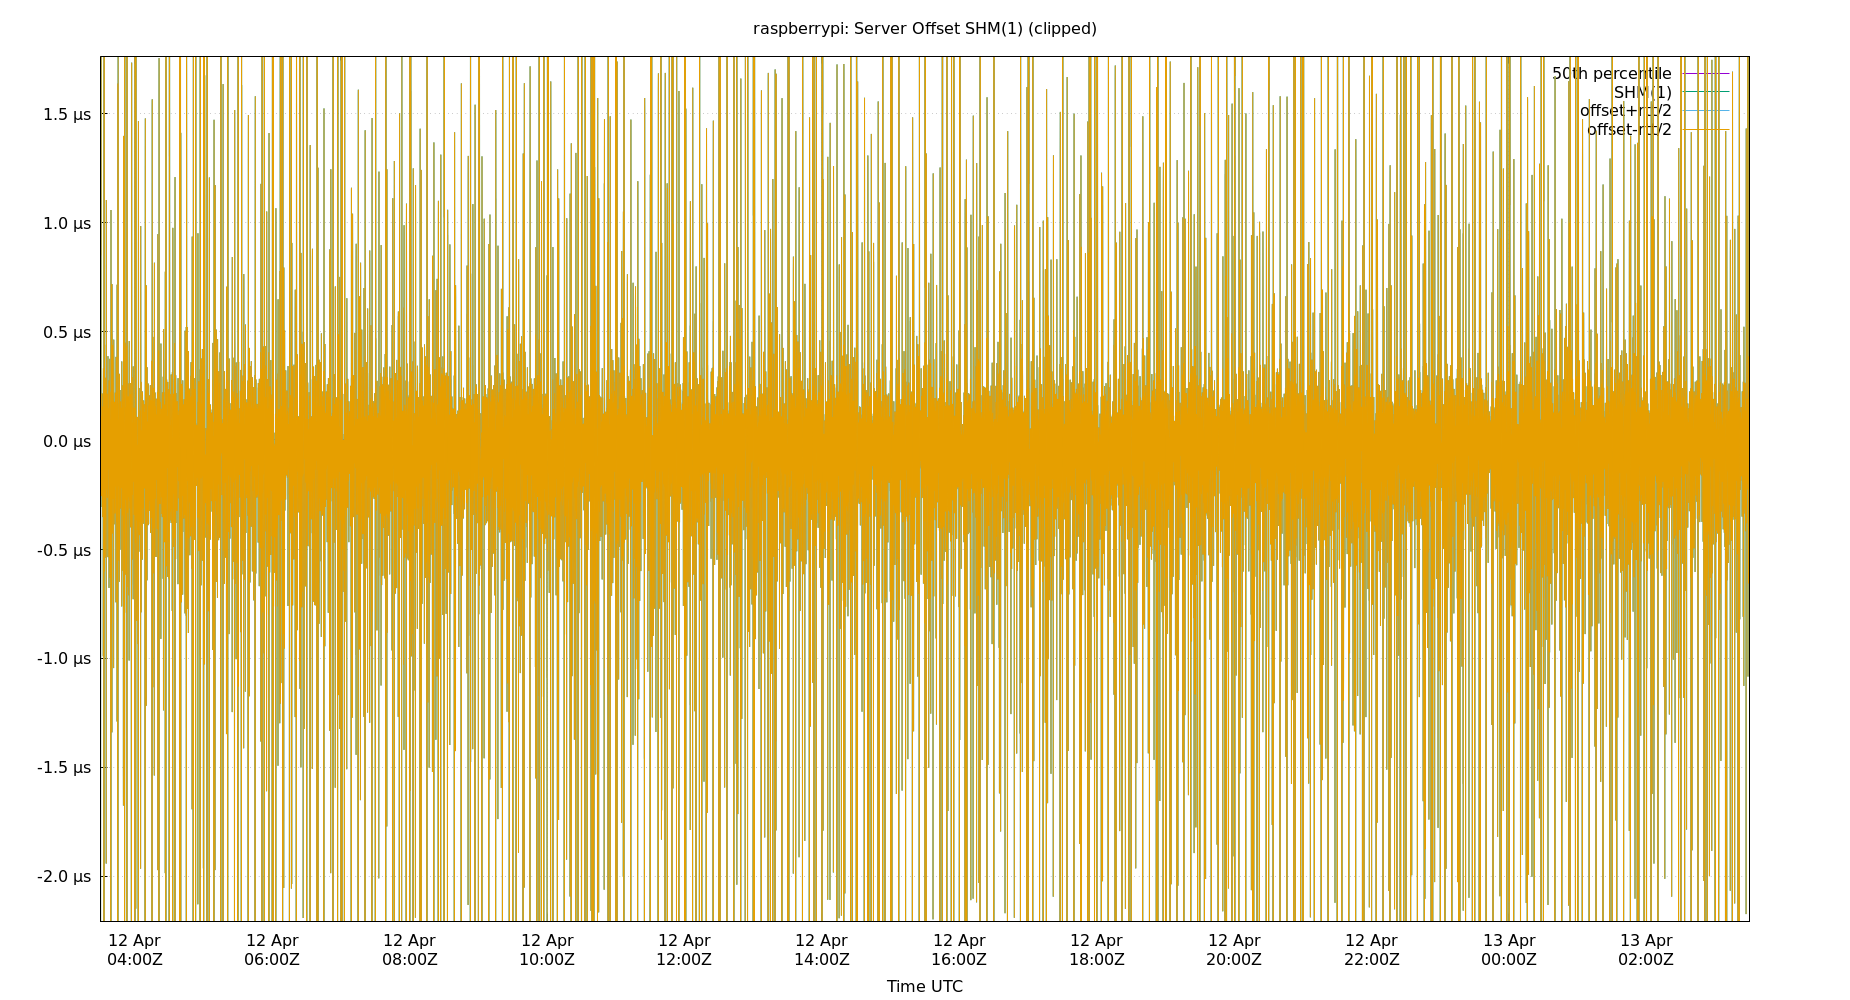 raspberrypi: Server Offset SHM(1) (clipped)
50th percentile
SHM(1)
offset+rtt/2
offset-rtt/2
1.5 µs
1.0 µs
0.5 µs
0.0 µs
-0.5 µs
-1.0 µs
-1.5 µs
-2.0 µs
12 Apr 12 Apr 12 Apr 12 Apr 12 Apr 12 Apr 12 Apr 12 Apr 12 Apr 12 Apr 13 Apr 13 Apr
04:00Z 06:00Z 08:00Z 10:00Z 12:00Z 14:00Z 16:00Z 18:00Z 20:00Z 22:00Z 00:00Z 02:00Z
Time UTC